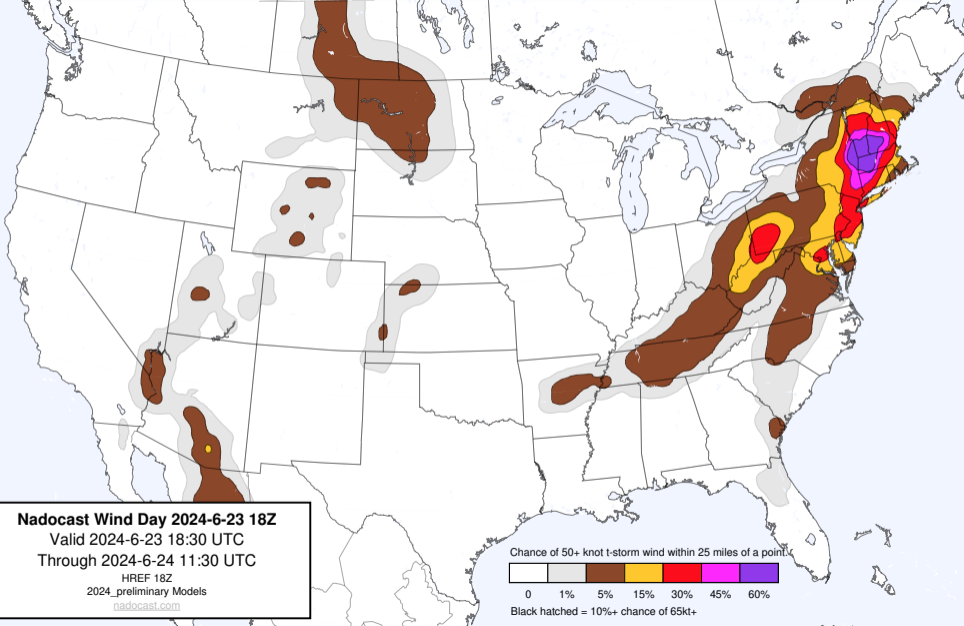 Nadocast Wind Day 2024-6-23 18Z
Valid 2024-6-23 18:30 UTC
Through 2024-6-24 11:30 UTC
HREF 18Z
2024_preliminary Models
nadocast.com
Chance of 50+ knot t-storm wind within 25 miles of a point.
0 1% 5% 15% 30% 45% 60%
Black hatched = 10%+ chance of 65kt+